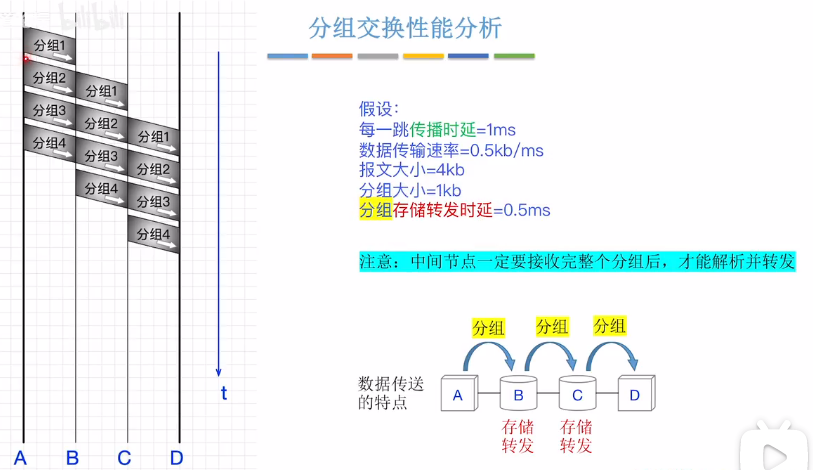 bilibili
分组交换性能分析
分组1
分组2
分组1
分组3
分组2
分组1
分组4
分组3
分组2
分组4
分组3
分组4
t
A B C D
假设：
每一跳传播时延=1ms
数据传输速率=0.5kb/ms
报文大小=4kb
分组大小=1kb
分组存储转发时延=0.5ms
注意：中间节点一定要接收完整个分组后，才能解析并转发
分组 分组 分组
数据传送
的特点
A B C D
存储 存储
转发 转发